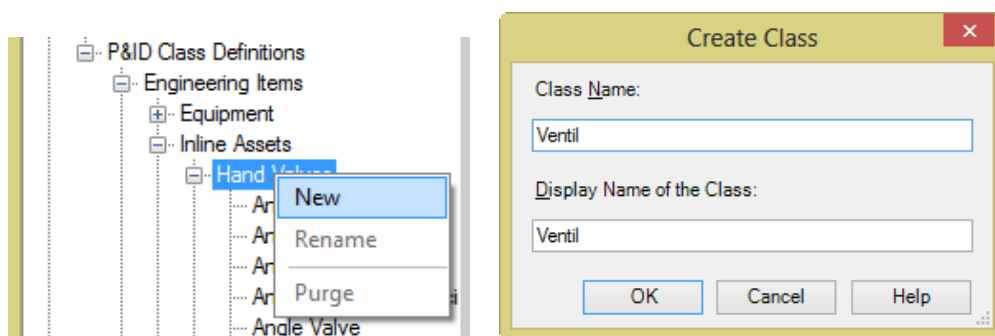 P&ID Class Definitions
Engineering Items
Equipment
Inline Assets
Hand
New
Rename
Purge
Angle Valve
Create Class
Class Name:
Ventil
Display Name of the Class:
Ventil
OK Cancel Help